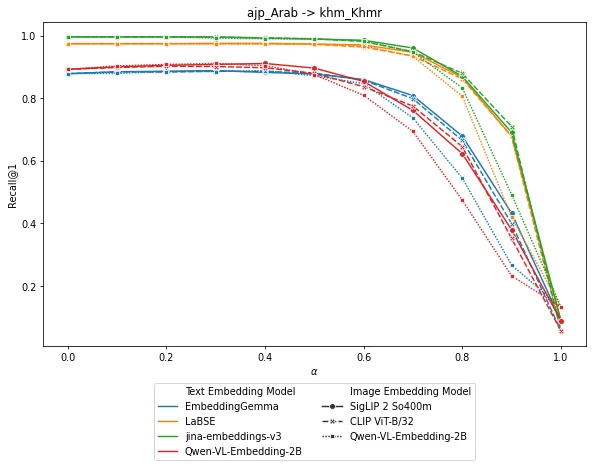 ajp_Arab -> khm_Khmr
Recall@1
1.0
0.8
0.6
0.4
0.2
0.0 0.2 0.4 0.6 0.8 1.0
α
Text Embedding Model
EmbeddingGemma
LaBSE
jina-embeddings-v3
Qwen-VL-Embedding-2B
Image Embedding Model
SigLIP 2 So400m
CLIP ViT-B/32
Qwen-VL-Embedding-2B